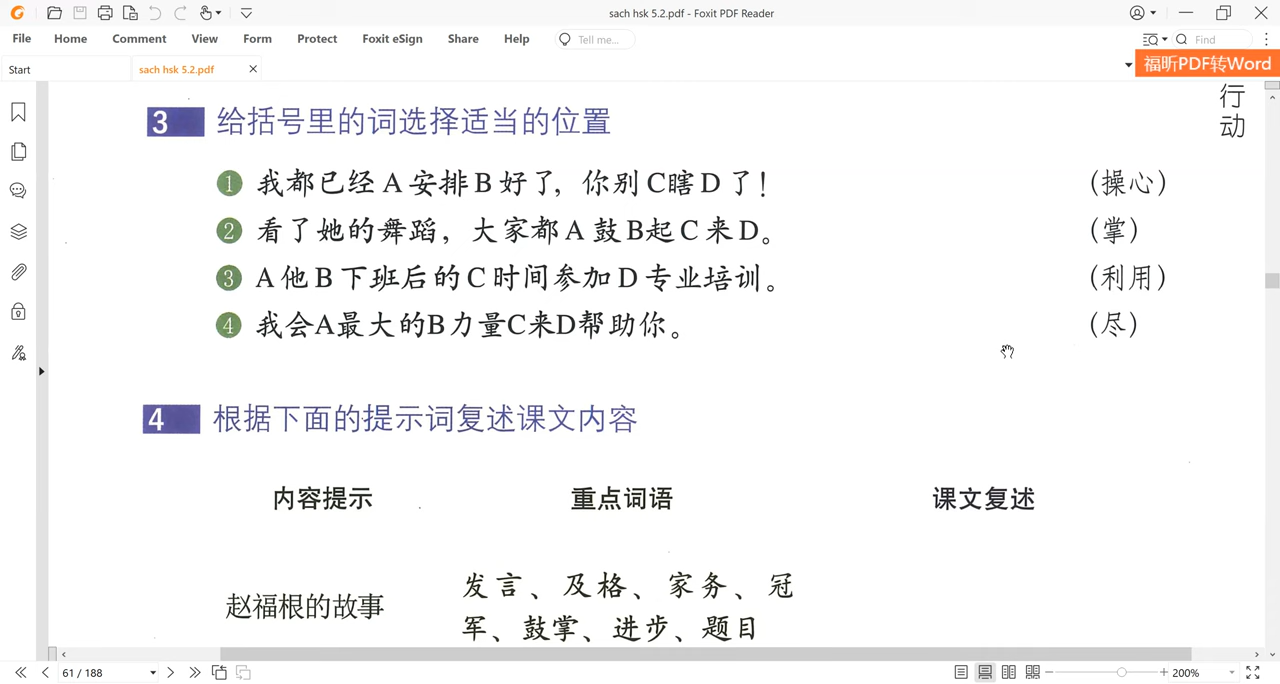 sach hsk 5.2.pdf - Foxit PDF Reader
File Home Comment View Form Protect Foxit eSign Share Help Tell me... Find
Start sach hsk 5.2.pdf 福昕PDF转Word
行
动
3 给括号里的词选择适当的位置
1 我都已经A安排B好了,你别C瞎D了! (操心)
2 看了她的舞蹈,大家都A鼓B起C来D。 (掌)
3 A他B下班后的C时间参加D专业培训。 (利用)
4 我会A最大的B力量C来D帮助你。 (尽)
4 根据下面的提示词复述课文内容
内容提示 重点词语 课文复述
发言、及格、家务、冠
赵福根的故事
军、鼓掌、进步、题目
61 / 188 200%